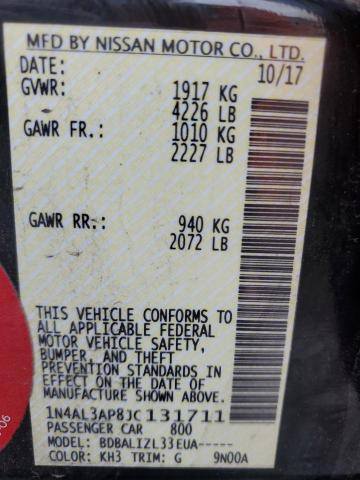 MFD BY NISSAN MOTOR CO., LTD.
DATE: 10/17
GVWR: 1917 KG
4226 LB
GAWR FR.: 1010 KG
2227 LB
GAWR RR.: 940 KG
2072 LB
THIS VEHICLE CONFORMS TO
ALL APPLICABLE FEDERAL
MOTOR VEHICLE SAFETY,
BUMPER, AND THEFT
PREVENTION STANDARDS IN
EFFECT ON THE DATE OF
MANUFACTURE SHOWN ABOVE.
1N4AL3AP8JC131711
PASSENGER CAR 800
MODEL: BDBALIZL33EUA-----
COLOR: KH3 TRIM: G 9N00A